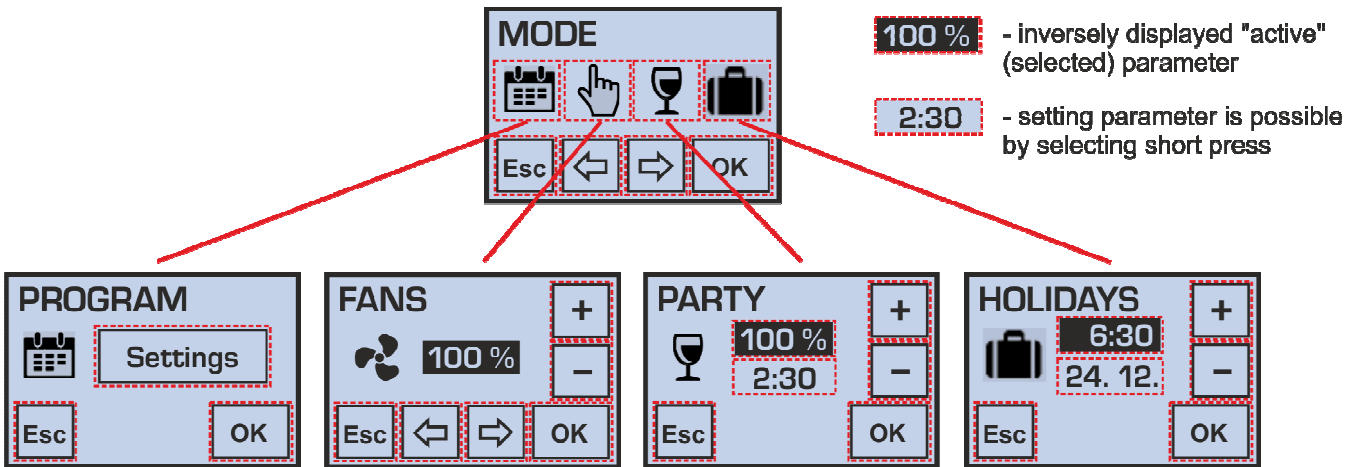 MODE
Esc
OK
100 %
- inversely displayed "active"
(selected) parameter
2:30
- setting parameter is possible
by selecting short press
PROGRAM
Settings
Esc
OK
FANS
100 %
+
−
Esc
OK
PARTY
100 %
2:30
+
−
Esc
OK
HOLIDAYS
6:30
24. 12.
+
−
Esc
OK